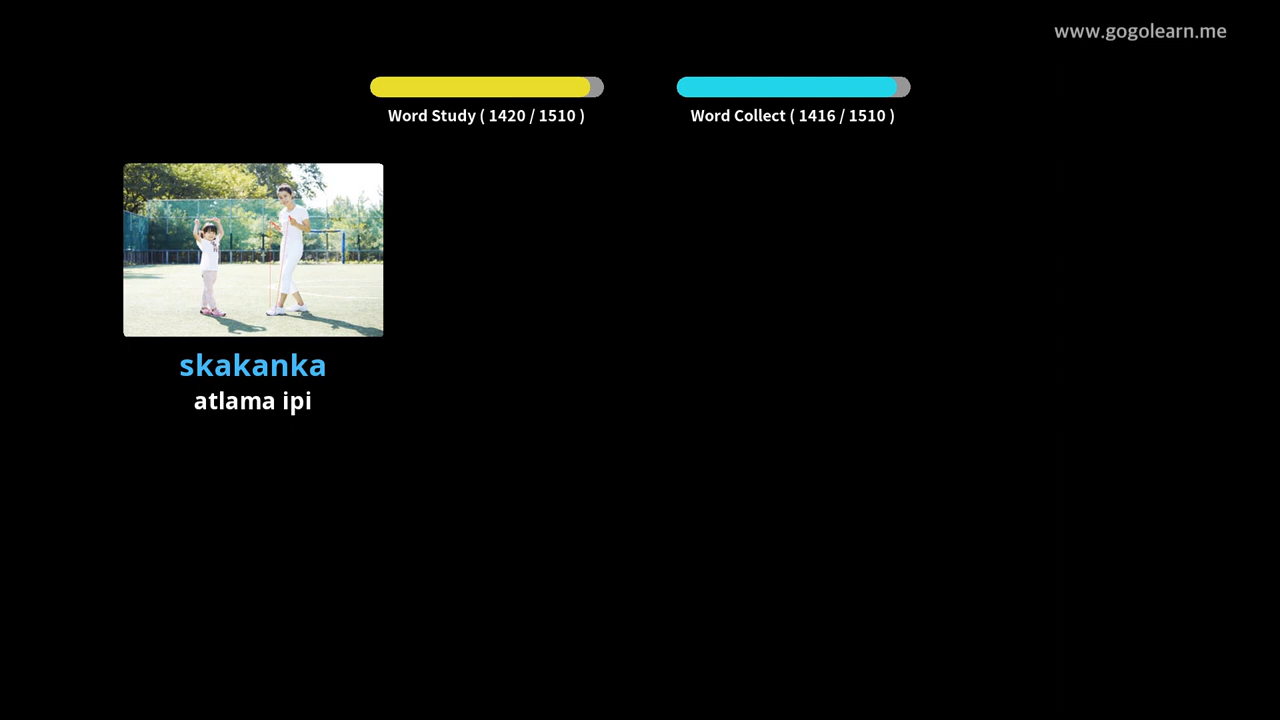 www.gogolearn.me
Word Study ( 1420 / 1510 )
Word Collect ( 1416 / 1510 )
skakanka
atlama ipi